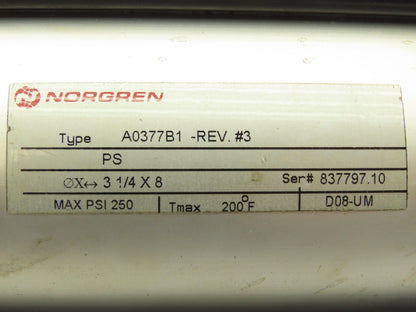 NORGREN
Type A0377B1 -REV. #3
PS
∅X↔ 3 1/4 X 8 Ser# 837797.10
MAX PSI 250 Tmax 200°F D08-UM